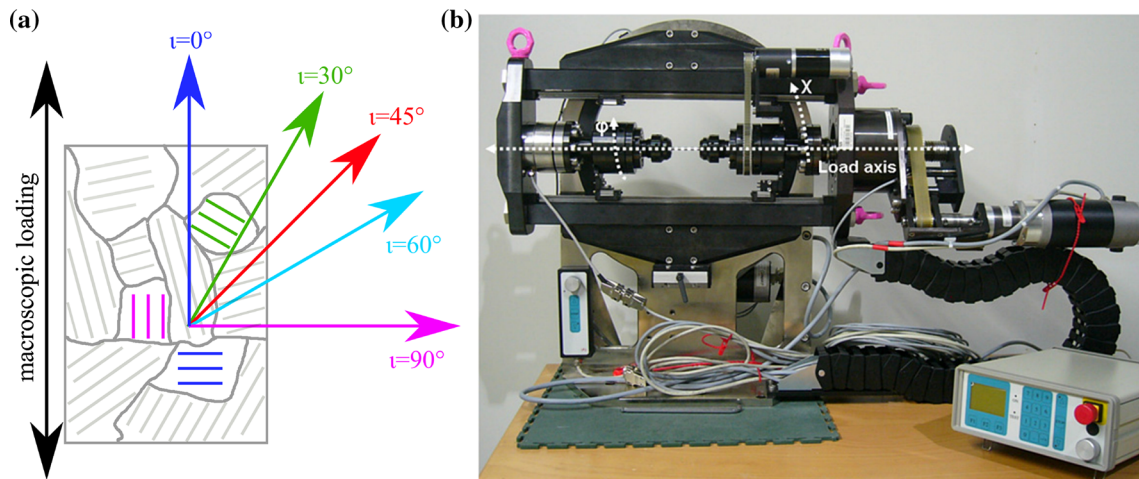 (a)
ι=0°
ι=30°
ι=45°
ι=60°
ι=90°
macroscopic loading
(b)
X
φ
Load axis